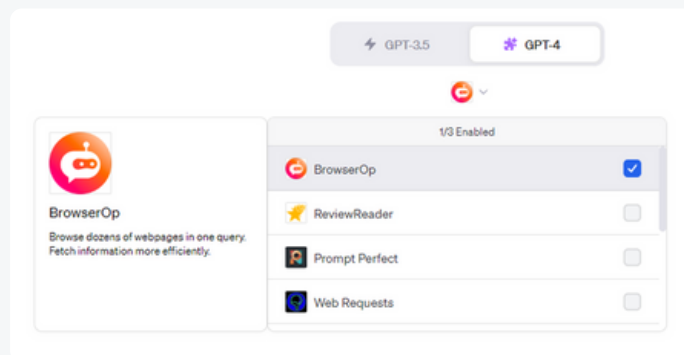 GPT-3.5
GPT-4
1/3 Enabled
BrowserOp
Browse dozens of webpages in one query.
Fetch information more efficiently.
BrowserOp
ReviewReader
Prompt Perfect
Web Requests